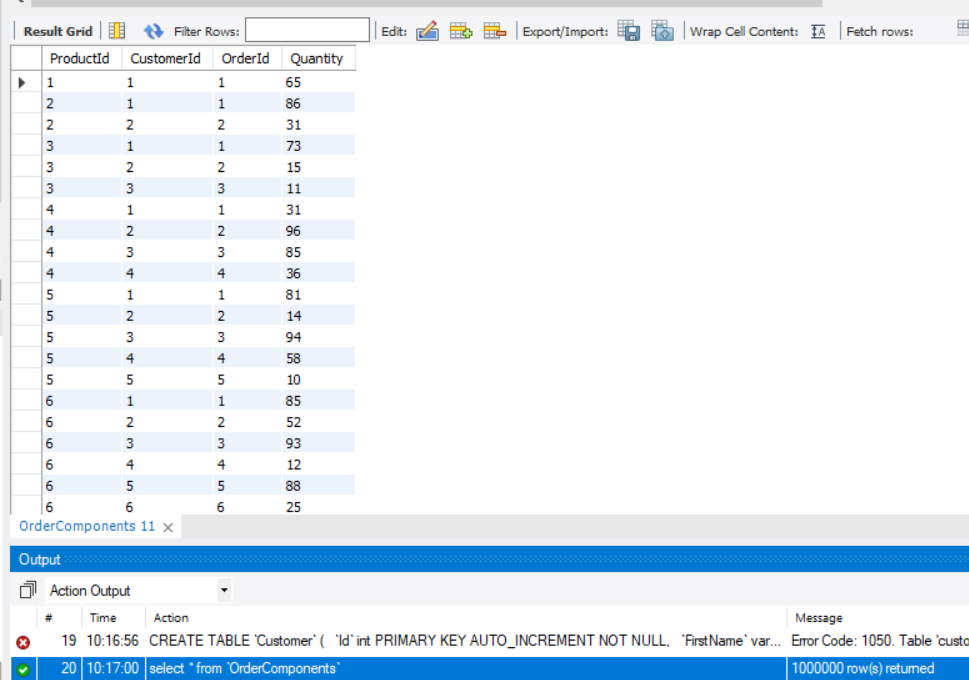 Result Grid Filter Rows: Edit: Export/Import: Wrap Cell Content: IA Fetch rows:
ProductId CustomerId OrderId Quantity
1 1 1 65
2 1 1 86
2 2 2 31
3 1 1 73
3 2 2 15
3 3 3 11
4 1 1 31
4 2 2 96
4 3 3 85
4 4 4 36
5 1 1 81
5 2 2 14
5 3 3 94
5 4 4 58
5 5 5 10
6 1 1 85
6 2 2 52
6 3 3 93
6 4 4 12
6 5 5 88
6 6 6 25
OrderComponents 11 ×
Output
Action Output
# Time Action Message
19 10:16:56 CREATE TABLE `Customer` ( `Id` int PRIMARY KEY AUTO_INCREMENT NOT NULL, `FirstName` var... Error Code: 1050. Table 'custo
20 10:17:00 select * from `OrderComponents` 1000000 row(s) returned